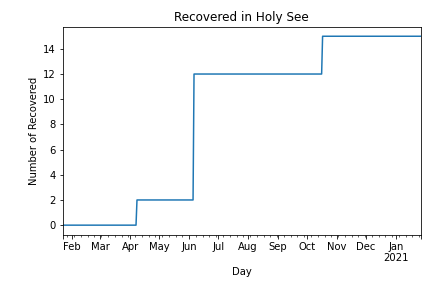 Recovered in Holy See
Number of Recovered
14
12
10
8
6
4
2
0
Feb Mar Apr May Jun Jul Aug Sep Oct Nov Dec Jan
2021
Day